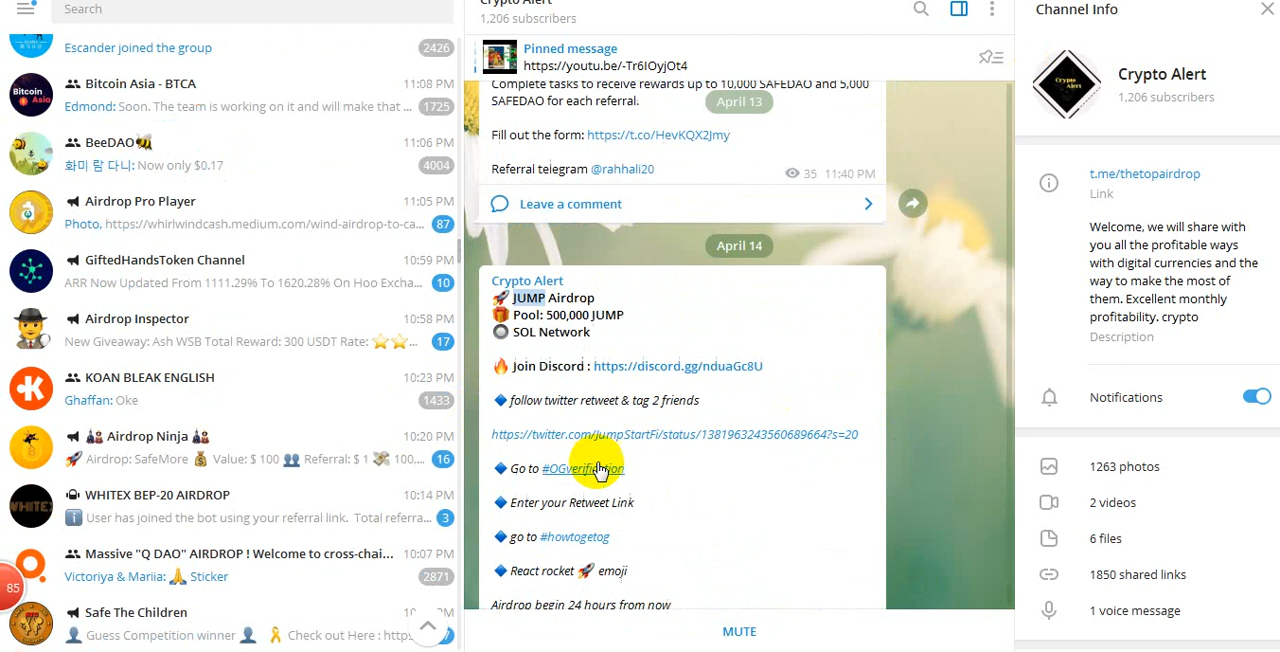 Search
Escander joined the group
2426
Bitcoin Asia - BTCA
11:08 PM
Edmond: Soon. The team is working on it and will make that ...
1725
BeeDAO🐝
11:06 PM
화미 람 다니: Now only $0.17
4004
Airdrop Pro Player
11:05 PM
Photo, https://whirlwindcash.medium.com/wind-airdrop-to-ca...
87
GiftedHandsToken Channel
10:59 PM
ARR Now Updated From 1111.29% To 1620.28% On Hoo Excha...
10
Airdrop Inspector
10:58 PM
New Giveaway: Ash WSB Total Reward: 300 USDT Rate: ⭐⭐...
17
KOAN BLEAK ENGLISH
10:23 PM
Ghaffan: Oke
1433
Airdrop Ninja
10:20 PM
🚀 Airdrop: SafeMore 💰 Value: $ 100 👥 Referral: $ 1 💸 100,...
16
WHITEX BEP-20 AIRDROP
10:14 PM
ℹ️ User has joined the bot using your referral link. Total referra...
3
Massive "Q DAO" AIRDROP ! Welcome to cross-chai...
10:07 PM
Victoriya & Mariia: 🙏 Sticker
2871
85
Safe The Children
👤 Guess Competition winner 👤 🎗 Check out Here : https
Crypto Alert
1,206 subscribers
Pinned message
https://youtu.be/-Tr6IOyjOt4
Complete tasks to receive rewards up to 10,000 SAFEDAO and 5,000
SAFEDAO for each referral.
April 13
Fill out the form: https://t.co/HevKQX2Jmy
Referral telegram @rahhali20
35 11:40 PM
Leave a comment
April 14
Crypto Alert
🚀 JUMP Airdrop
🎁 Pool: 500,000 JUMP
🔘 SOL Network
🔥 Join Discord : https://discord.gg/nduaGc8U
🔷 follow twitter retweet & tag 2 friends
https://twitter.com/JumpStartFi/status/1381963243560689664?s=20
🔷 Go to #OGverification
🔷 Enter your Retweet Link
🔷 go to #howtogetog
🔷 React rocket 🚀 emoji
Airdrop begin 24 hours from now
MUTE
Channel Info
Crypto Alert
1,206 subscribers
t.me/thetopairdrop
Link
Welcome, we will share with
you all the profitable ways
with digital currencies and the
way to make the most of
them. Excellent monthly
profitability. crypto
Description
Notifications
1263 photos
2 videos
6 files
1850 shared links
1 voice message